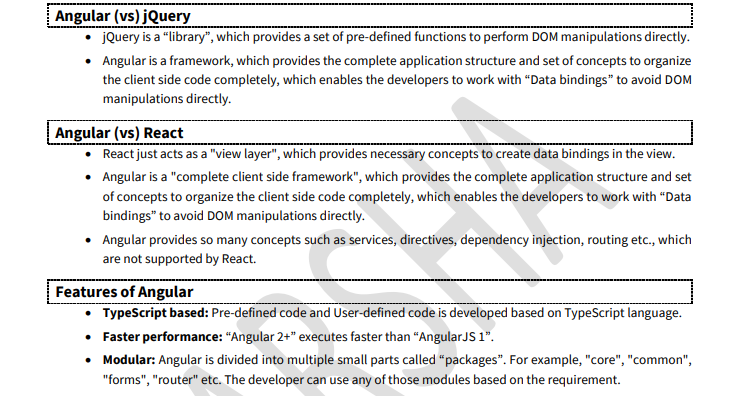 Angular (vs) jQuery
• jQuery is a “library”, which provides a set of pre-defined functions to perform DOM manipulations directly.
• Angular is a framework, which provides the complete application structure and set of concepts to organize
the client side code completely, which enables the developers to work with “Data bindings” to avoid DOM
manipulations directly.
Angular (vs) React
• React just acts as a "view layer", which provides necessary concepts to create data bindings in the view.
• Angular is a "complete client side framework", which provides the complete application structure and set
of concepts to organize the client side code completely, which enables the developers to work with “Data
bindings” to avoid DOM manipulations directly.
• Angular provides so many concepts such as services, directives, dependency injection, routing etc., which
are not supported by React.
Features of Angular
• TypeScript based: Pre-defined code and User-defined code is developed based on TypeScript language.
• Faster performance: “Angular 2+” executes faster than “AngularJS 1”.
• Modular: Angular is divided into multiple small parts called “packages”. For example, "core", "common",
"forms", "router" etc. The developer can use any of those modules based on the requirement.
ARSHA